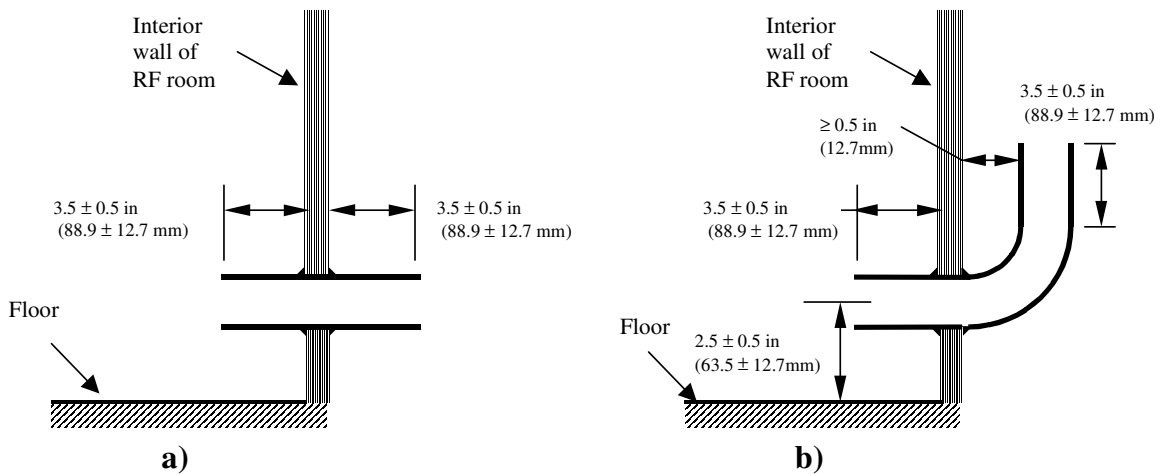 Interior
wall of
RF room
3.5 ± 0.5 in
(88.9 ± 12.7 mm)
3.5 ± 0.5 in
(88.9 ± 12.7 mm)
Floor
a)
Interior
wall of
RF room
3.5 ± 0.5 in
(88.9 ± 12.7 mm)
≥ 0.5 in
(12.7mm)
3.5 ± 0.5 in
(88.9 ± 12.7 mm)
Floor
2.5 ± 0.5 in
(63.5 ± 12.7mm)
b)